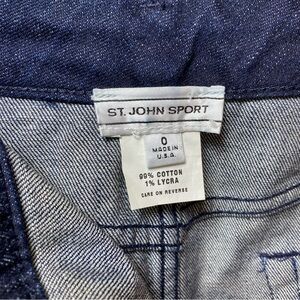 ST. JOHN SPORT
0
MADE IN
U.S.A.
99% COTTON
1% LYCRA
CARE ON REVERSE